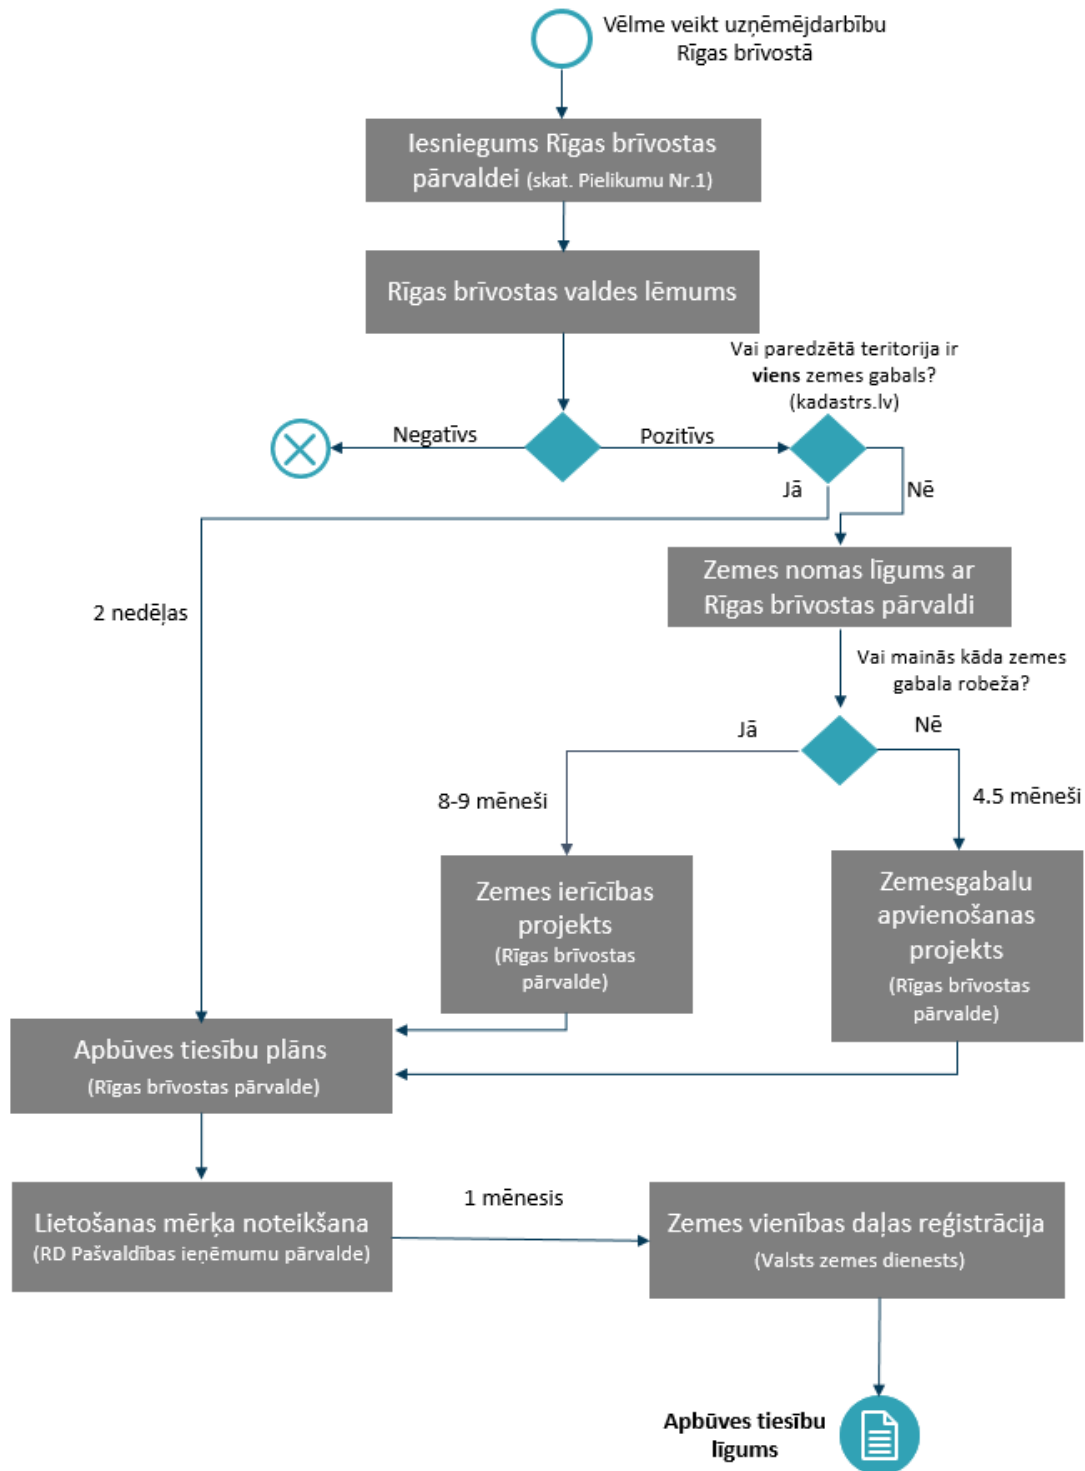 Vēlme veikt uzņēmējdarbību
Rīgas brīvostā
Iesniegums Rīgas brīvostas
pārvaldei (skat. Pielikumu Nr.1)
Rīgas brīvostas valdes lēmums
Vai paredzētā teritorija ir
viens zemes gabals?
(kadastrs.lv)
Negatīvs
Pozitīvs
Jā
Nē
Zemes nomas līgums ar
Rīgas brīvostas pārvaldi
2 nedēļas
Vai mainās kāda zemes
gabala robeža?
Jā
Nē
8-9 mēneši
4.5 mēneši
Zemes ierīcības
projekts
(Rīgas brīvostas
pārvalde)
Zemesgabalu
apvienošanas
projekts
(Rīgas brīvostas
pārvalde)
Apbūves tiesību plāns
(Rīgas brīvostas pārvalde)
Lietošanas mērķa noteikšana
(RD Pašvaldības ieņēmumu pārvalde)
1 mēnesis
Zemes vienības daļas reģistrācija
(Valsts zemes dienests)
Apbūves tiesību
līgums